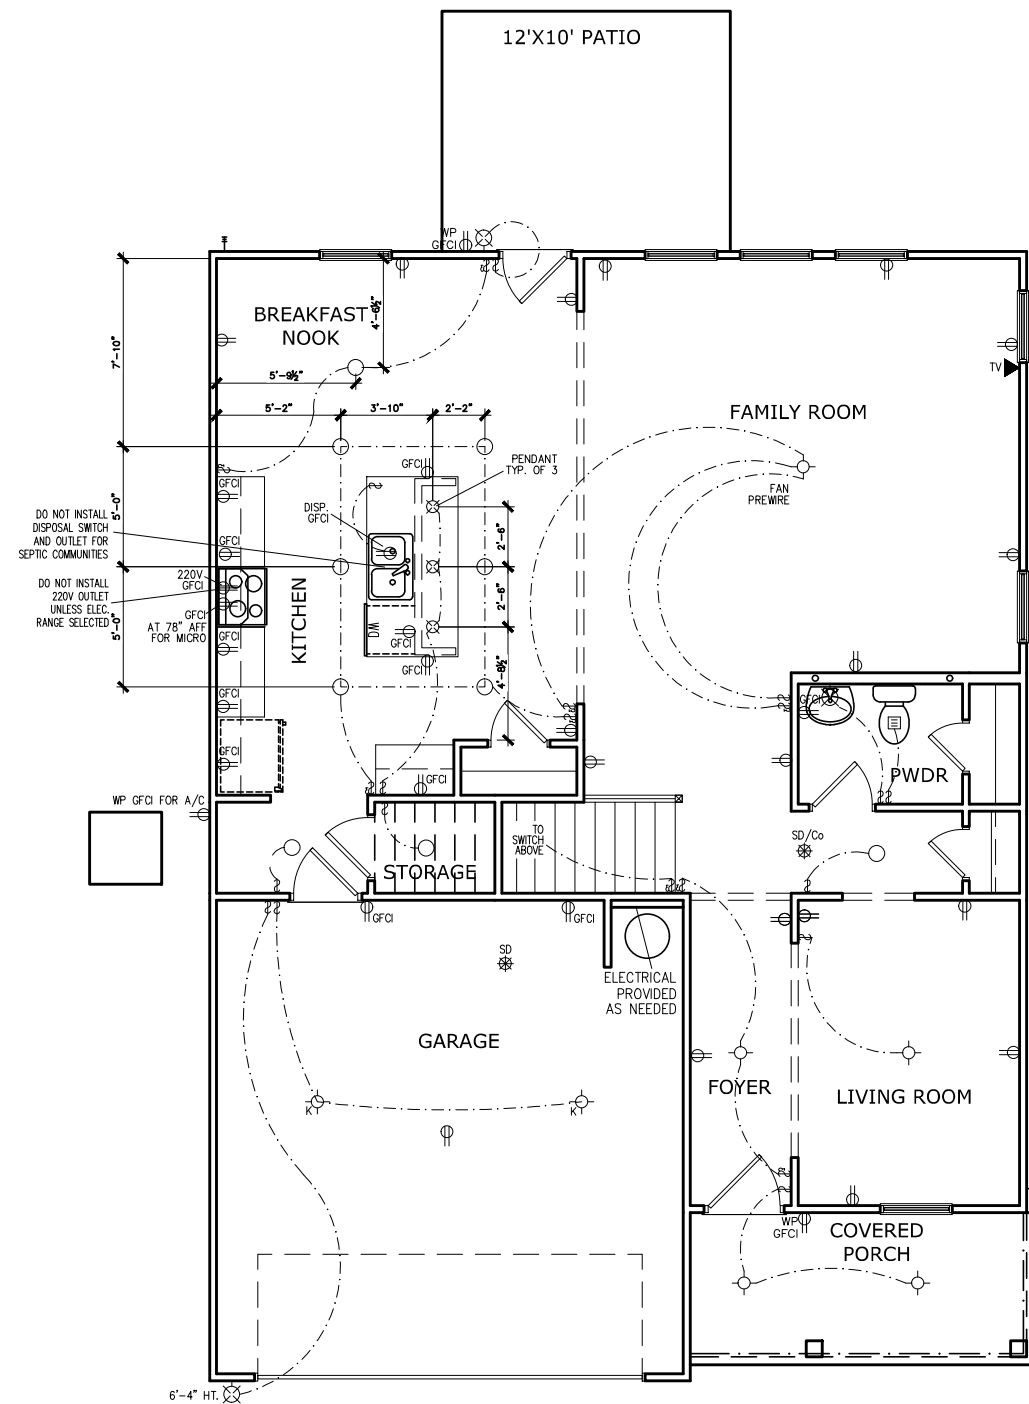 12'X10' PATIO
WP
GFCI
BREAKFAST
NOOK
4'-6½"
7'-10"
5'-9½"
5'-2"
3'-10"
2'-2"
TV
FAMILY ROOM
FAN
PREWIRE
PENDANT
TYP. OF 3
GFCI
GFCI
DISP.
GFCI
5'-0"
DO NOT INSTALL
DISPOSAL SWITCH
AND OUTLET FOR
SEPTIC COMMUNITIES
GFCI
2'-6"
220V
GFCI
DO NOT INSTALL
220V OUTLET
UNLESS ELEC.
RANGE SELECTED
5'-0"
GFCI
AT 78" AFF
FOR MICRO
KITCHEN
2'-6"
DW
GFCI
GFCI
GFCI
4'-8½"
GFCI
GFCI
GFCI
GFCI
PWDR
WP GFCI FOR A/C
TO
SWITCH
ABOVE
SD/Co
STORAGE
GFCI
GFCI
SD
ELECTRICAL
PROVIDED
AS NEEDED
GARAGE
FOYER
LIVING ROOM
K
K
WP
GFCI
COVERED
PORCH
6'-4" HT.